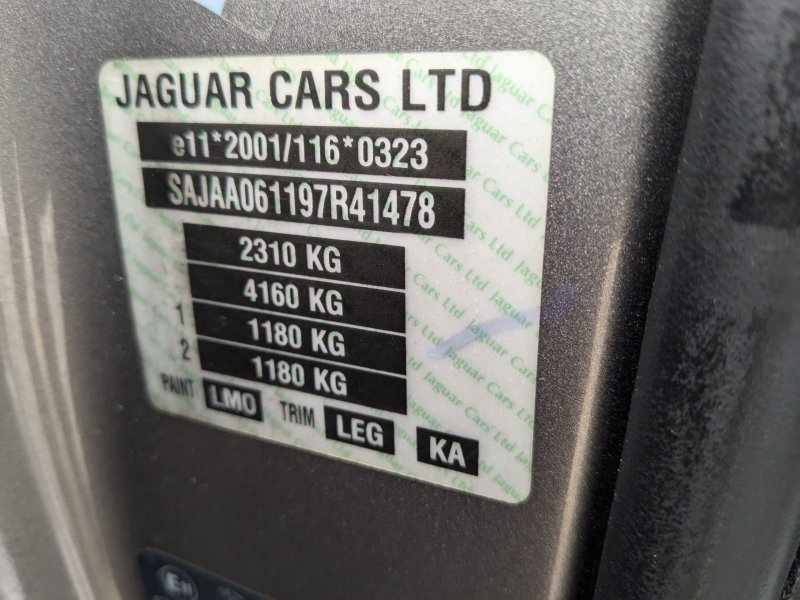 JAGUAR CARS LTD
e11*2001/116*0323
SAJAA061197R41478
2310 KG
4160 KG
1 1180 KG
2 1180 KG
PAINT LMO TRIM LEG KA